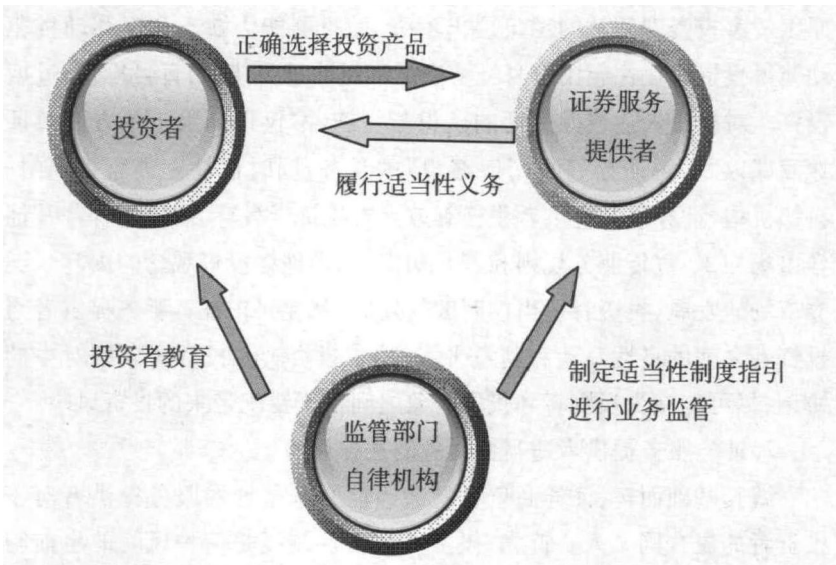 正确选择投资产品
投资者
证券服务
提供者
履行适当性义务
投资者教育
制定适当性制度指引
进行业务监管
监管部门
自律机构